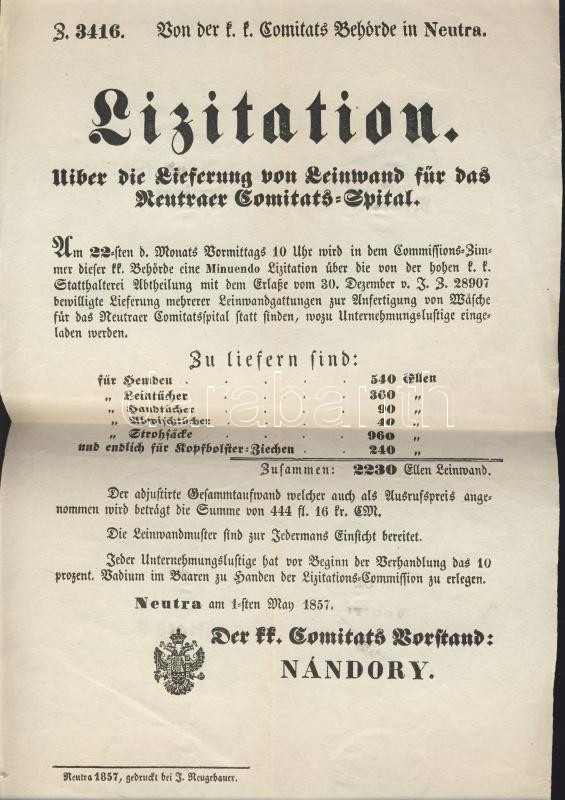 Z. 3416. Von der k. k. Comitats Behörde in Neutra.
Lizitation.
Uiber die Lieferung von Leinwand für das
Neutraer Comitats-Spital.
Am 22-sten d. Monats Vormittags 10 Uhr wird in dem Commissions-Zim-
mer dieser kk. Behörde eine Minuendo Lizitation über die von der hohen k. k.
Statthalterei Abtheilung mit dem Erlaße vom 30. Dezember v. J. Z. 28907
bewilligte Lieferung mehrerer Leinwandgattungen zur Anfertigung von Wäsche
für das Neutraer Comitatsspital statt finden, wozu Unternehmungslustige einge-
laden werden.
Zu liefern sind:
für Hemden . . . . . 540 Ellen
„ Leintücher . . . . . 360 „
„ Handtücher . . . . . 90 „
„ Abwischtücher . . . . . 40 „
„ Strohsäcke . . . . . 960 „
und endlich für Kopfbolster-Ziechen . . 240 „
Zusammen: 2230 Ellen Leinwand.
Der adjustirte Gesammtaufwand welcher auch als Ausrufspreis ange-
nommen wird beträgt die Summe von 444 fl. 16 kr. CM.
Die Leinwandmuster sind zur Jedermans Einsicht bereitet.
Jeder Unternehmungslustige hat vor Beginn der Verhandlung das 10
prozent. Vadium im Baaren zu Handen der Lizitations-Commission zu erlegen.
Neutra am 1-sten May 1857.
Der kk. Comitats Vorstand:
NÁNDORY.
Neutra 1857, gedruckt bei J. Neugebauer.
darabanth